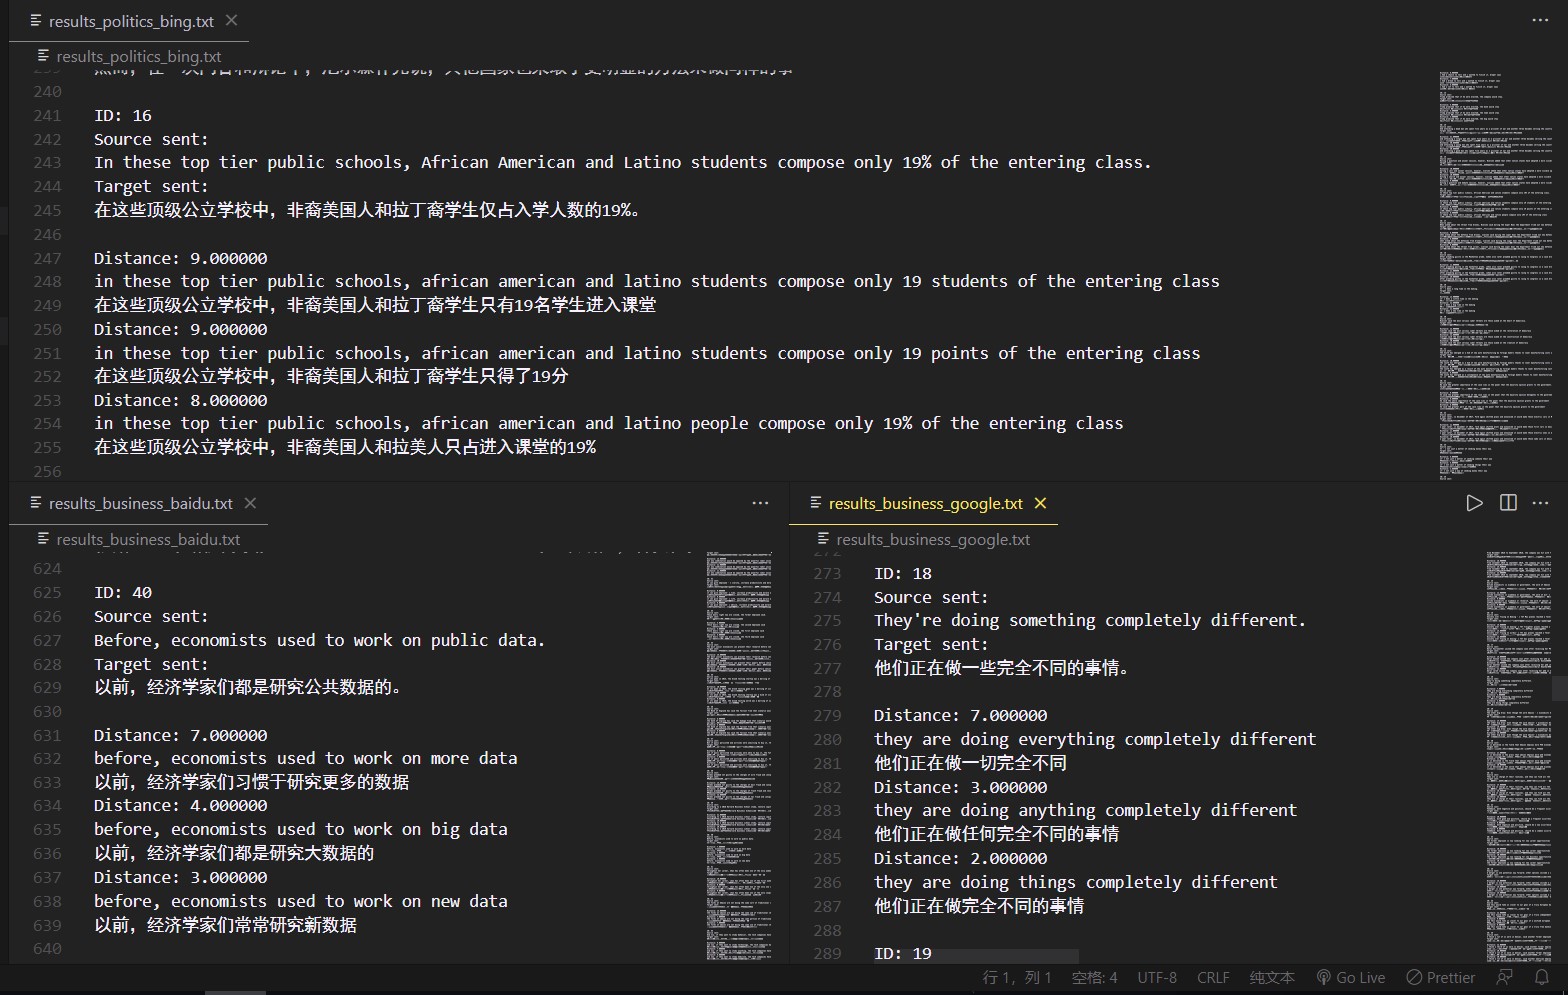 results_politics_bing.txt
results_politics_bing.txt
240
241 ID: 16
242 Source sent:
243 In these top tier public schools, African American and Latino students compose only 19% of the entering class.
244 Target sent:
245 在这些顶级公立学校中，非裔美国人和拉丁裔学生仅占入学人数的19%。
246
247 Distance: 9.000000
248 in these top tier public schools, african american and latino students compose only 19 students of the entering class
249 在这些顶级公立学校中，非裔美国人和拉丁裔学生只有19名学生进入课堂
250 Distance: 9.000000
251 in these top tier public schools, african american and latino students compose only 19 points of the entering class
252 在这些顶级公立学校中，非裔美国人和拉丁裔学生只得了19分
253 Distance: 8.000000
254 in these top tier public schools, african american and latino people compose only 19% of the entering class
255 在这些顶级公立学校中，非裔美国人和拉美人只占进入课堂的19%
256
results_business_baidu.txt
results_business_baidu.txt
624
625 ID: 40
626 Source sent:
627 Before, economists used to work on public data.
628 Target sent:
629 以前，经济学家们都是研究公共数据的。
630
631 Distance: 7.000000
632 before, economists used to work on more data
633 以前，经济学家们习惯于研究更多的数据
634 Distance: 4.000000
635 before, economists used to work on big data
636 以前，经济学家们都是研究大数据的
637 Distance: 3.000000
638 before, economists used to work on new data
639 以前，经济学家们常常研究新数据
640
results_business_google.txt
results_business_google.txt
273 ID: 18
274 Source sent:
275 They're doing something completely different.
276 Target sent:
277 他们正在做一些完全不同的事情。
278
279 Distance: 7.000000
280 they are doing everything completely different
281 他们正在做一切完全不同
282 Distance: 3.000000
283 they are doing anything completely different
284 他们正在做任何完全不同的事情
285 Distance: 2.000000
286 they are doing things completely different
287 他们正在做完全不同的事情
288
289 ID: 19
行 1，列 1 空格: 4 UTF-8 CRLF 纯文本 Go Live Prettier